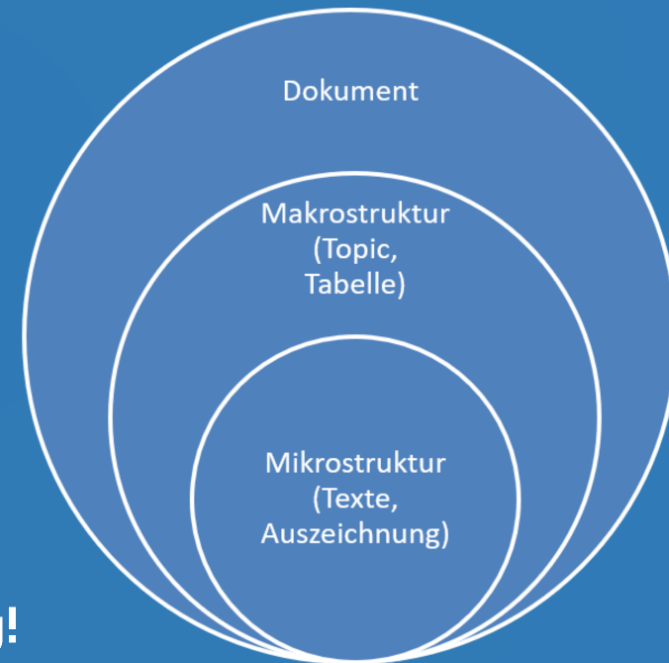 Dokument
Makrostruktur
(Topic,
Tabelle)
Mikrostruktur
(Texte,
Auszeichnung)
!